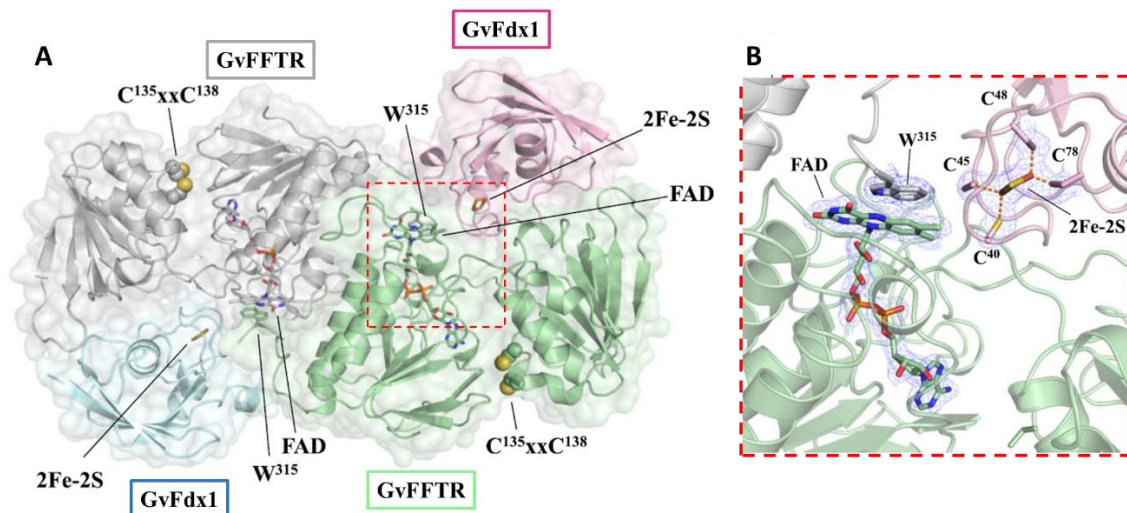 A
GvFFTR
GvFdx1
C¹³⁵xxC¹³⁸
W³¹⁵
2Fe-2S
FAD
2Fe-2S
FAD
W³¹⁵
C¹³⁵xxC¹³⁸
GvFdx1
GvFFTR
B
C⁴⁸
W³¹⁵
C⁷⁸
FAD
C⁴⁵
2Fe-2S
C⁴⁰